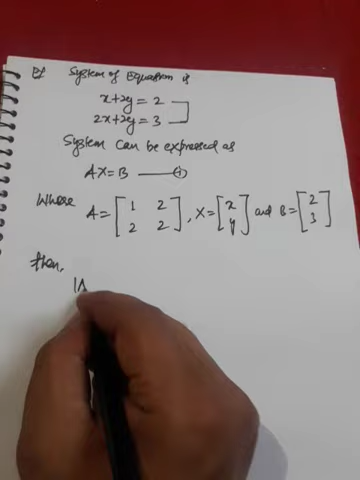 System of Equation is
x+2y = 2
2x+2y = 3
System can be expressed as
AX=B —— ①
Where A = [1 2 2 2], X = [x y] and B = [2 3]
then,
|A